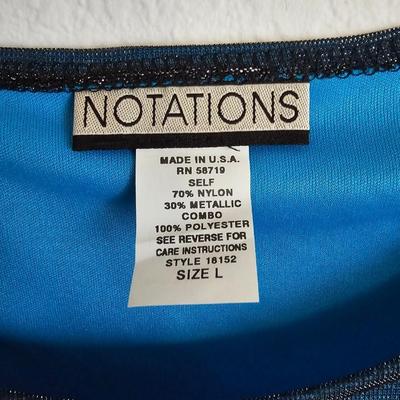 NOTATIONS
MADE IN U.S.A.
RN 58719
SELF
70% NYLON
30% METALLIC
COMBO
100% POLYESTER
SEE REVERSE FOR
CARE INSTRUCTIONS
STYLE 18152
SIZE L